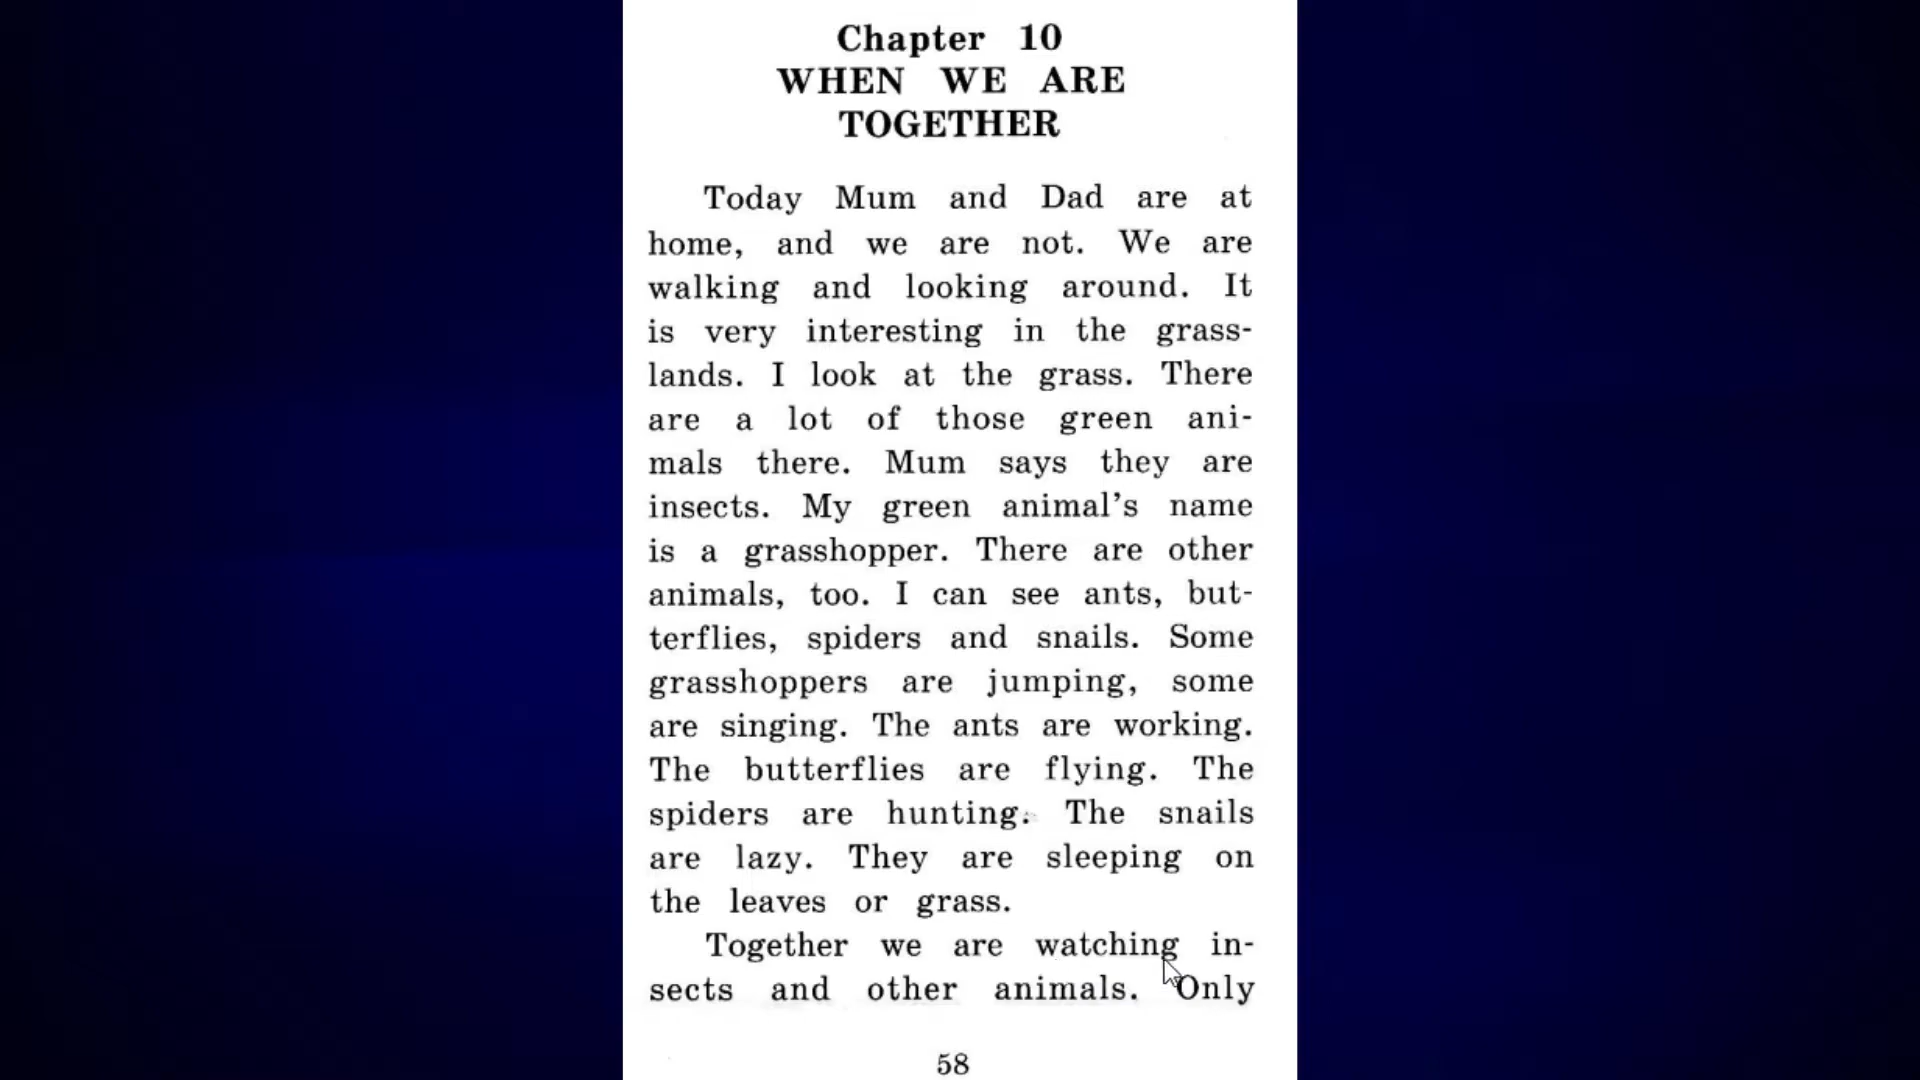 Chapter 10
WHEN WE ARE
TOGETHER
Today Mum and Dad are at
home, and we are not. We are
walking and looking around. It
is very interesting in the grass-
lands. I look at the grass. There
are a lot of those green ani-
mals there. Mum says they are
insects. My green animal's name
is a grasshopper. There are other
animals, too. I can see ants, but-
terflies, spiders and snails. Some
grasshoppers are jumping, some
are singing. The ants are working.
The butterflies are flying. The
spiders are hunting. The snails
are lazy. They are sleeping on
the leaves or grass.
Together we are watching in-
sects and other animals. Only
58